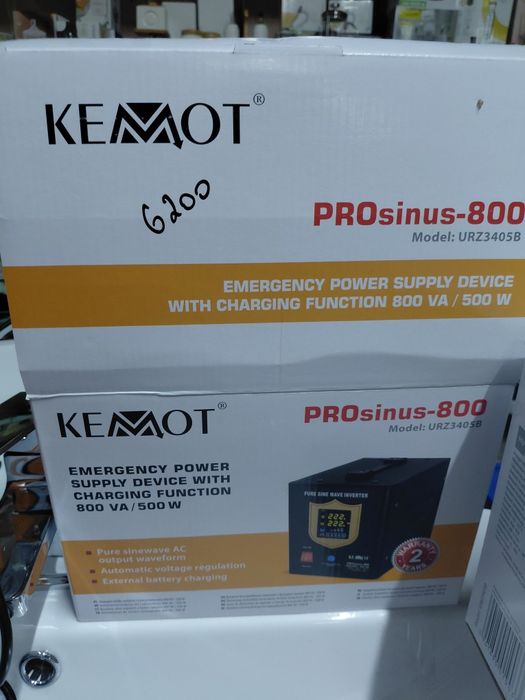 KEMOT®
6200
PROsinus-800
Model: URZ3405B
EMERGENCY POWER SUPPLY DEVICE
WITH CHARGING FUNCTION 800 VA / 500 W
KEMOT®
PROsinus-800
Model: URZ3405B
EMERGENCY POWER
SUPPLY DEVICE WITH
CHARGING FUNCTION
800 VA / 500 W
PURE SINE WAVE INVERTER
222.
222.
Pure sinewave AC
output waveform
Automatic voltage regulation
External battery charging
WARRANTY
2
YEARS